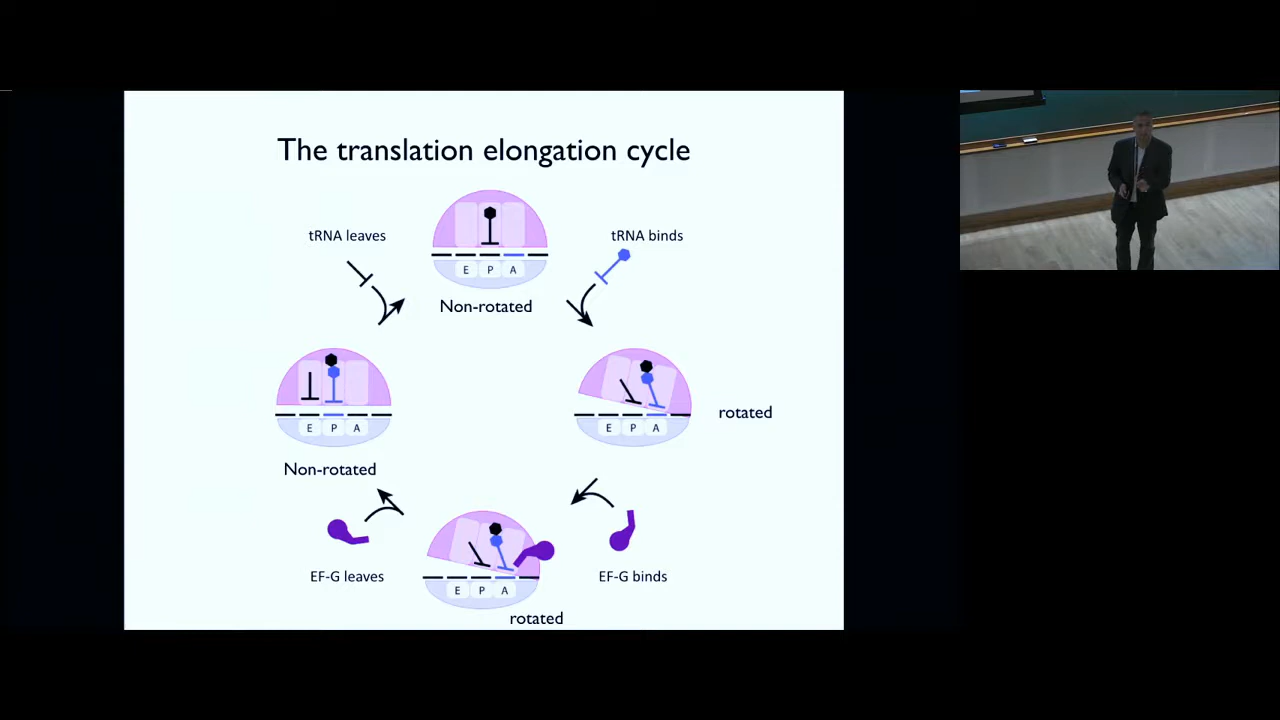 The translation elongation cycle
tRNA leaves
tRNA binds
E P A
Non-rotated
E P A
Non-rotated
E P A
rotated
EF-G leaves
E P A
EF-G binds
rotated